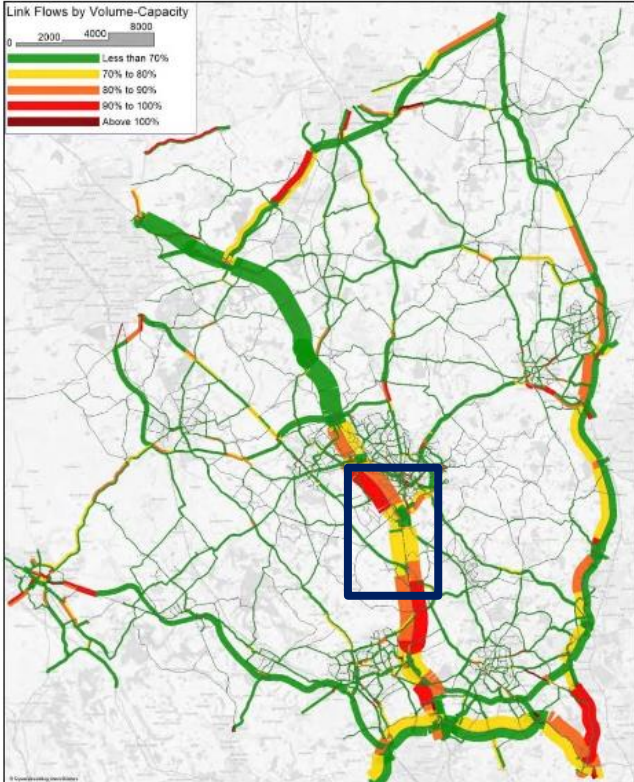 Link Flows by Volume-Capacity
0 2000 4000 8000
Less than 70%
70% to 80%
80% to 90%
90% to 100%
Above 100%